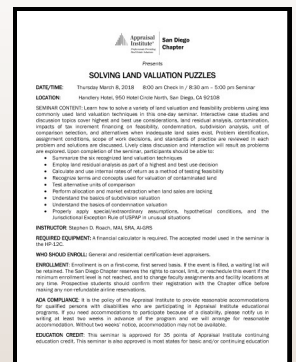 Appraisal
Institute®
Professionals Providing
Real Estate Solutions
San Diego
Chapter
Presents
SOLVING LAND VALUATION PUZZLES
DATE/TIME: Thursday March 8, 2018 8:00 am Check In / 8:30 am – 5:00 pm Seminar
LOCATION: Handlery Hotel, 950 Hotel Circle North, San Diego, CA 92108
SEMINAR CONTENT: Learn how to solve a variety of land valuation and feasibility problems using less
commonly used land valuation techniques in this one-day seminar. Interactive case studies and
discussion topics cover highest and best use considerations, land residual analysis, contamination,
impacts of tax increment financing on feasibility, condemnation, subdivision analysis, unit of
comparison selection, and alternatives when inadequate land sales exist. Problem identification,
assignment conditions, scope of work decisions, and standards of practice are reviewed in each
problem and solutions are discussed. Lively class discussion and interaction will result as problems
are explored. Upon completion of the seminar, participants should be able to:
• Summarize the six recognized land valuation techniques
• Employ land residual analysis as part of a highest and best use decision
• Calculate and use internal rates of return as a method of testing feasibility
• Recognize terms and concepts used for valuation of contaminated land
• Test alternative units of comparison
• Perform allocation and market extraction when land sales are lacking
• Understand the basics of subdivision valuation
• Understand the basics of condemnation valuation
• Properly apply special/extraordinary assumptions, hypothetical conditions, and the
Jurisdictional Exception Rule of USPAP in unusual situations
INSTRUCTOR: Stephen D. Roach, MAI, SRA, AI-GRS.
REQUIRED EQUIPMENT: A financial calculator is required. The accepted model used in the seminar is
the HP-12C.
WHO SHOULD ENROLL: General and residential certification level appraisers.
ENROLLMENT: Enrollment is on a first-come, first served basis. If the event is filled, a waiting list will
be retained. The San Diego Chapter reserves the rights to cancel, limit, or reschedule this event if the
minimum enrollment level is not reached, and to change faculty assignments and facility locations at
any time. Prospective students should confirm their registration with the Chapter office before
making any non-refundable airline reservations.
ADA COMPLIANCE: It is the policy of the Appraisal Institute to provide reasonable accommodations
for qualified persons with disabilities who are participating in Appraisal Institute educational
programs. If you need accommodations to participate because of a disability, please notify us in
writing at least two weeks in advance of the program and we will arrange for reasonable
accommodation. Without two weeks' notice, accommodation may not be available.
EDUCATION CREDIT: This seminar is approved for 35 points of Appraisal Institute continuing
education credit. This seminar is also approved in most states for basic and/or continuing education